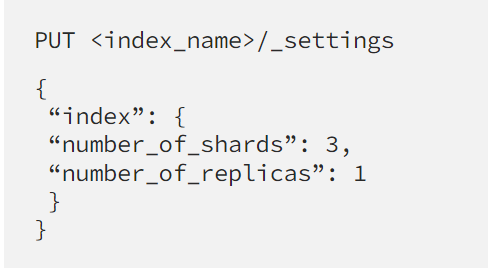 PUT <index_name>/_settings
{
“index”: {
“number_of_shards”: 3,
“number_of_replicas”: 1
}
}